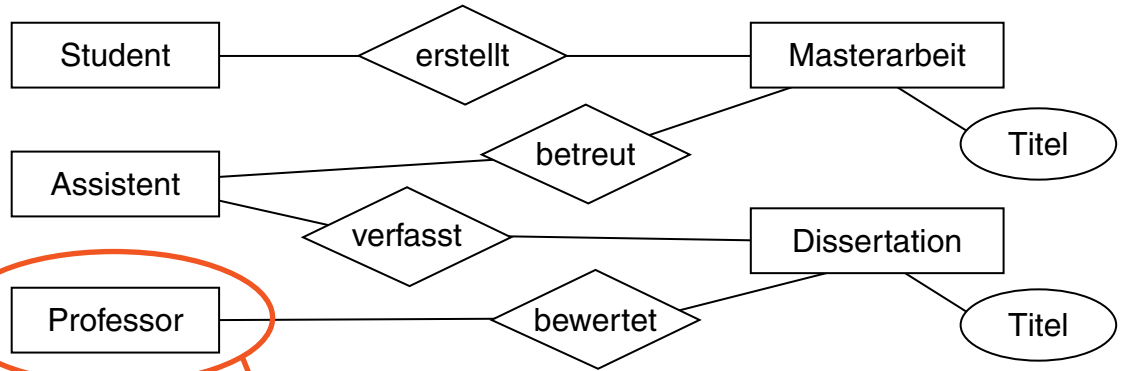 Student
erstellt
Masterarbeit
Titel
betreut
Assistent
verfasst
Dissertation
Professor
bewertet
Titel